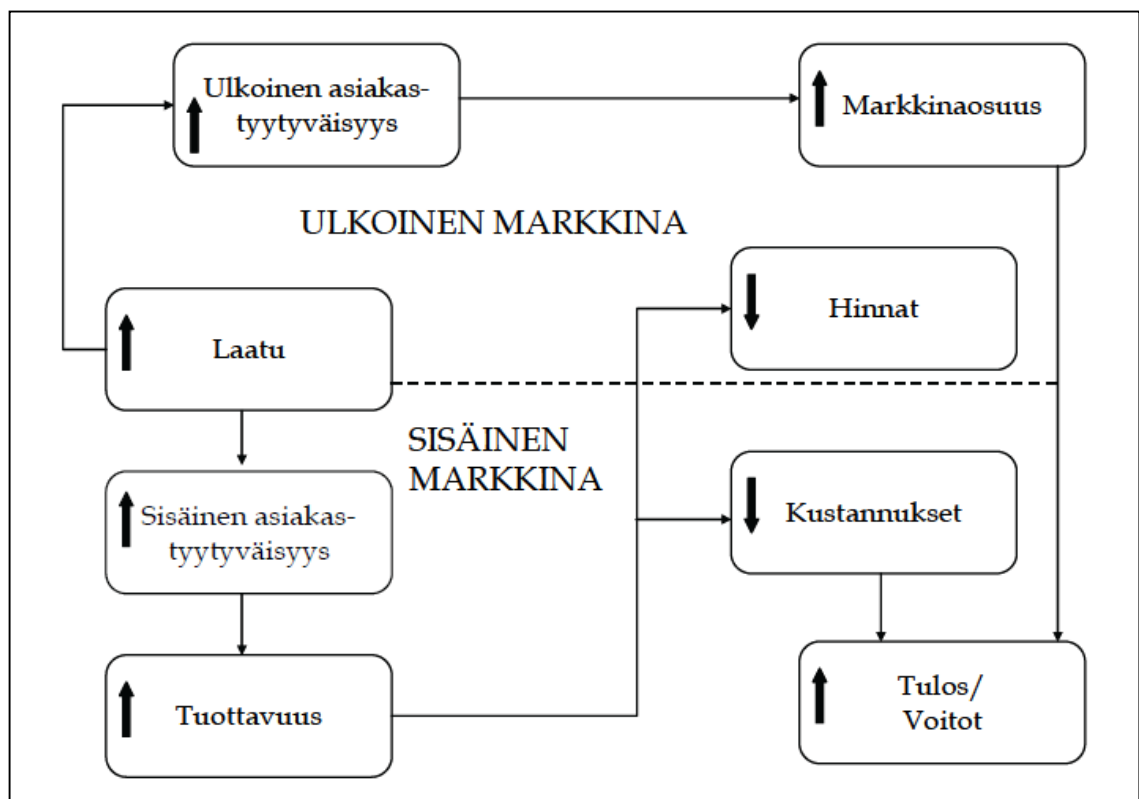 Ulkoinen asiakas-
tyytyväisyys
Markkinaosuus
ULKOINEN MARKKINA
Hinnat
Laatu
SISÄINEN
MARKKINA
Kustannukset
Sisäinen asiakas-
tyytyväisyys
Tuottavuus
Tulos/
Voitot